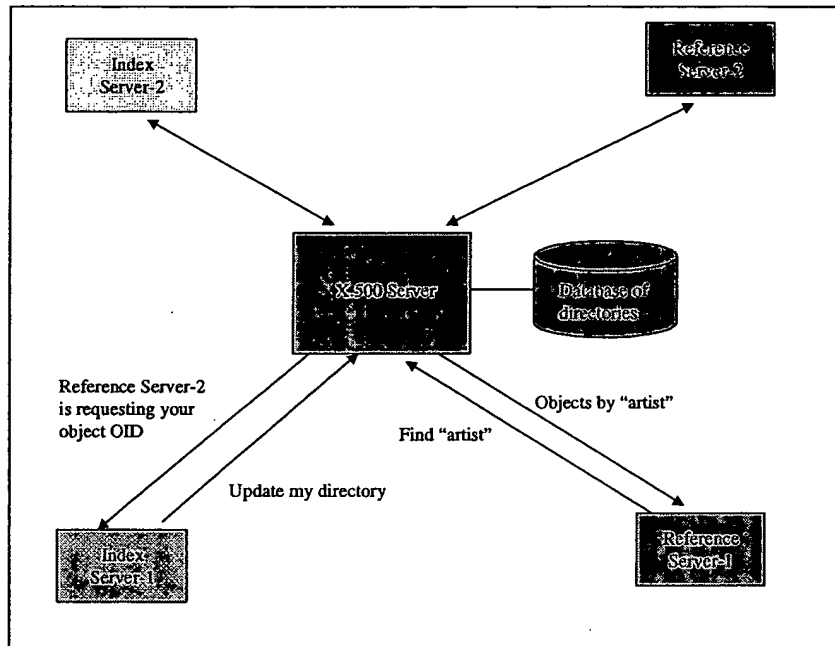 Index
Server-2
Reference
Server-2
X.500 Server
Database of
directories
Reference Server-2
is requesting your
object OID
Objects by “artist”
Find “artist”
Update my directory
Index
Server-1
Reference
Server-1